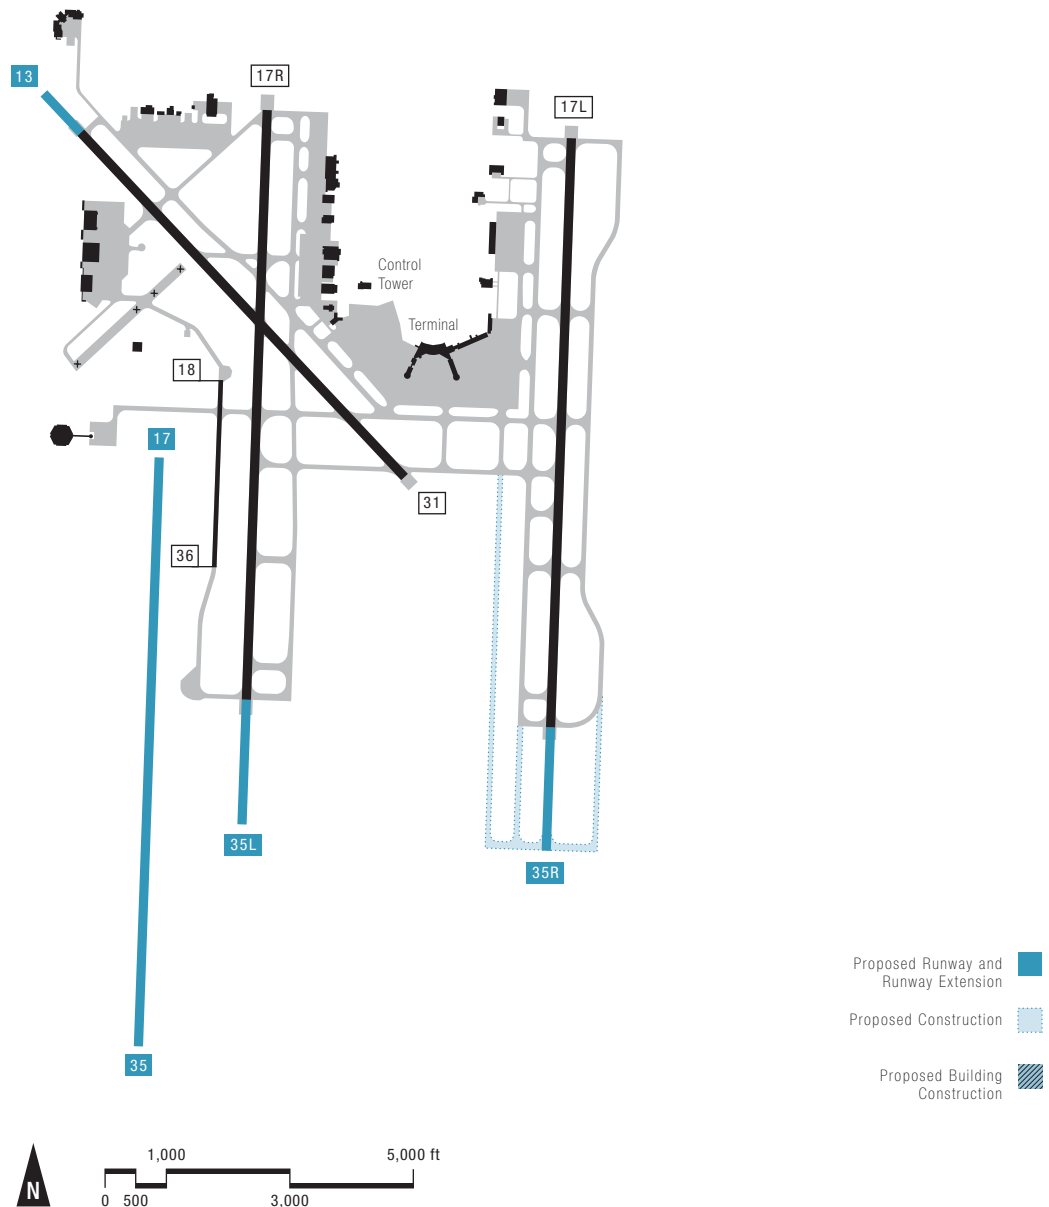 13
17R
17L
Control
Tower
Terminal
18
17
31
36
35L
35R
Proposed Runway and
Runway Extension
Proposed Construction
Proposed Building
Construction
35
N
1,000
5,000 ft
0
500
3,000